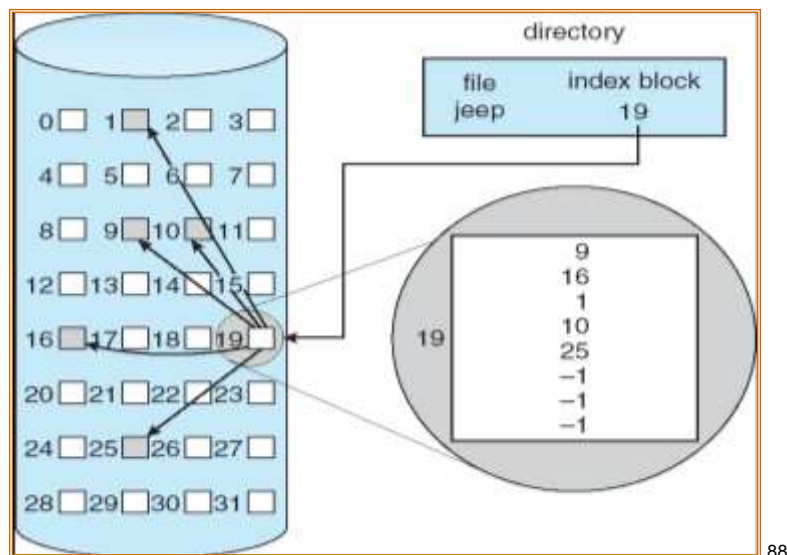 directory
file index block
jeep 19
0 1 2 3
4 5 6 7
8 9 10 11
12 13 14 15
16 17 18 19
20 21 22 23
24 25 26 27
28 29 30 31
19
9
16
1
10
25
–1
–1
–1
88